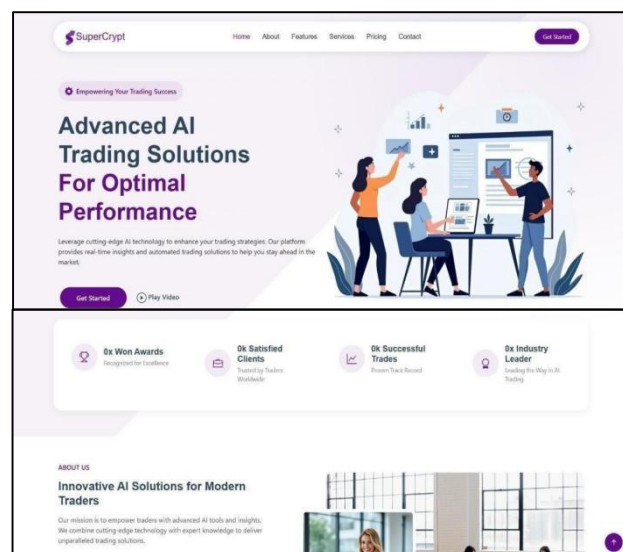 SuperCrypt
Home About Features Services Pricing Contact
Get Started
Empowering Your Trading Success
Advanced AI
Trading Solutions
For Optimal
Performance
Leverage cutting-edge AI technology to enhance your trading strategies. Our platform
provides real-time insights and automated trading solutions to help you stay ahead in the
market.
Get Started Play Video
0x Won Awards
Recognized for Excellence
0k Satisfied
Clients
Trusted by Traders
Worldwide
0k Successful
Trades
Proven Track Record
0x Industry
Leader
Leading the Way in AI
Trading
ABOUT US
Innovative AI Solutions for Modern
Traders
Our mission is to empower traders with advanced AI tools and insights.
We combine cutting-edge technology with expert knowledge to deliver
unparalleled trading solutions.